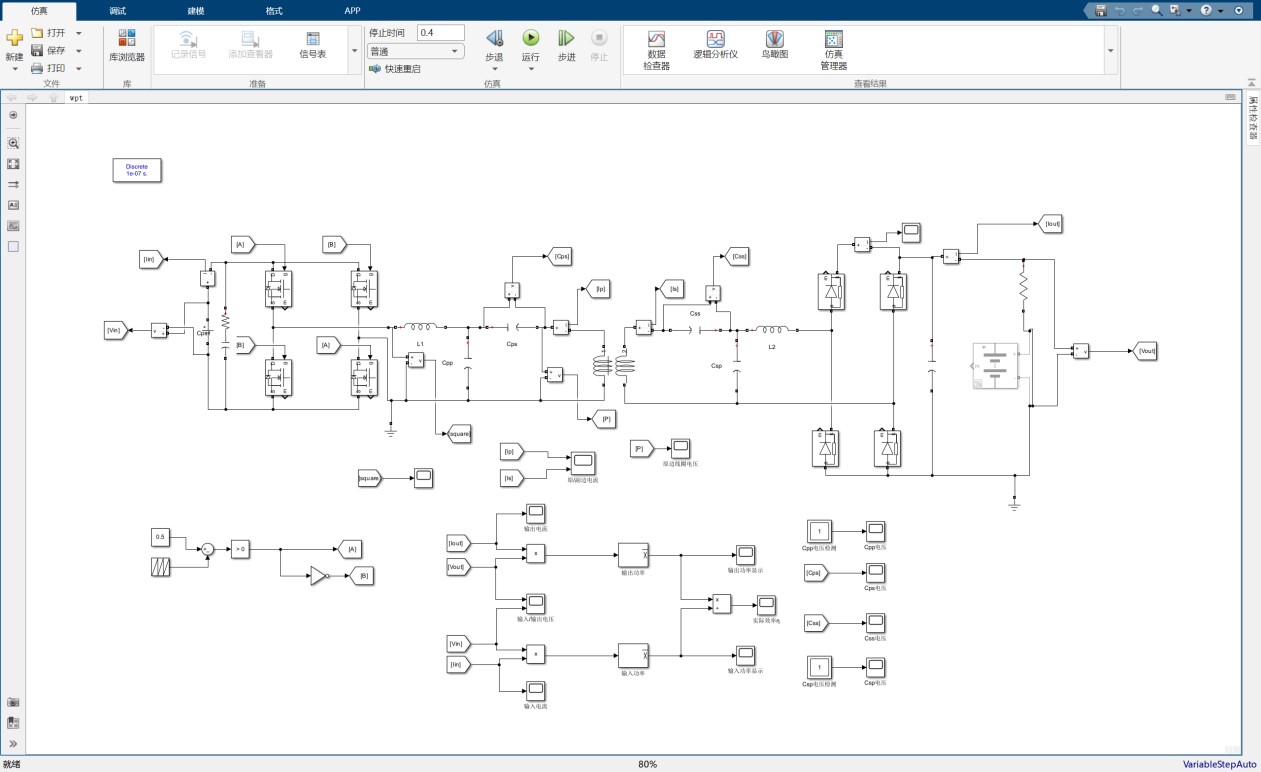 仿真 调试 建模 格式 APP
新建
打开
保存
打印
文件
库浏览器
库
记录信号
添加查看器
信号表
准备
停止时间 0.4
普通
快速重启
步退
运行
步进
停止
仿真
数据
检查器
逻辑分析仪
鸟瞰图
仿真
管理器
查看结果
wpt
属性检查器
Discrete
1e-07 s.
[Iin]
[A]
[B]
[Vin]
[B]
[A]
L1
Cpp
[Cps]
Cps
[Ip]
[P]
[square]
[Is]
[Css]
Css
Csp
L2
[Iout]
[Vout]
[Ip]
[Is]
原/副边电流
[P]
原边线圈电压
[square]
0.5
> 0
[A]
[B]
[Iout]
[Vout]
输出电流
输入/输出电压
x
输出功率
输出功率显示
实际效率η
[Vin]
[Iin]
x
输入功率
输入功率显示
输入电流
1
Cpp电压检测
Cpp电压
[Cps]
Cps电压
[Css]
Css电压
1
Csp电压检测
Csp电压
就绪
80%
VariableStepAuto